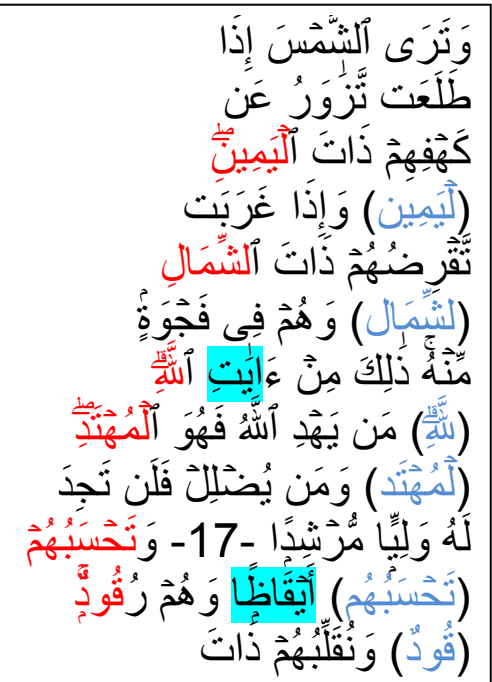 وَتَرَى ٱلشَّمۡسَ إِذَا
طَلَعَت تَّزَٰوَرُ عَن
كَهۡفِهِمۡ ذَاتَ ٱلۡيَمِينِۖ
(لۡيَمِين) وَإِذَا غَرَبَت
تَّقۡرِضُهُمۡ ذَاتَ ٱلشِّمَالِ
(لشِّمَال) وَهُمۡ فِي فَجۡوَةٖ
مِّنۡهُۚ ذَٰلِكَ مِنۡ ءَايَٰتِ ٱللَّهِۗ
(للَّهِۗ) مَن يَهۡدِ ٱللَّهُ فَهُوَ ٱلۡمُهۡتَدِۖ
(لۡمُهۡتَد) وَمَن يُضۡلِلۡ فَلَن تَجِدَ
لَهُۥ وَلِيّٗا مُّرۡشِدٗا -17- وَتَحۡسَبُهُمۡ
(تَحۡسَبُهُم) أَيۡقَاظٗا وَهُمۡ رُقُودٞۚ
(قُودٌ) وَنُقَلِّبُهُمۡ ذَاتَ